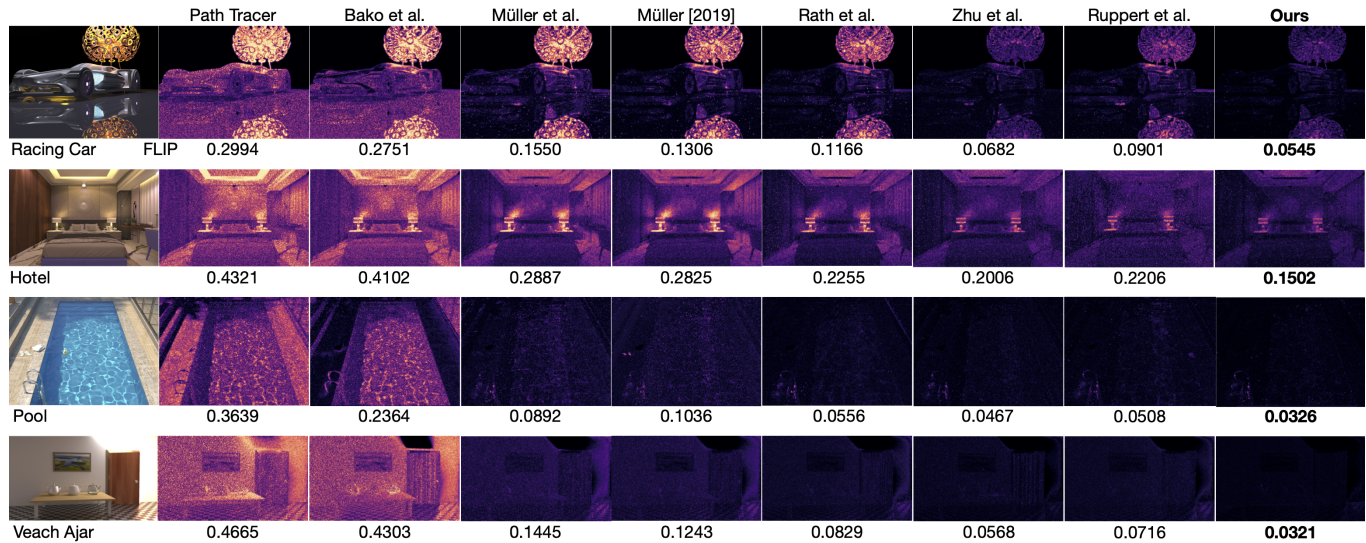 Path Tracer Bako et al. Müller et al. Müller [2019] Rath et al. Zhu et al. Ruppert et al. Ours
Racing Car FLIP 0.2994 0.2751 0.1550 0.1306 0.1166 0.0682 0.0901 0.0545
Hotel 0.4321 0.4102 0.2887 0.2825 0.2255 0.2006 0.2206 0.1502
Pool 0.3639 0.2364 0.0892 0.1036 0.0556 0.0467 0.0508 0.0326
Veach Ajar 0.4665 0.4303 0.1445 0.1243 0.0829 0.0568 0.0716 0.0321